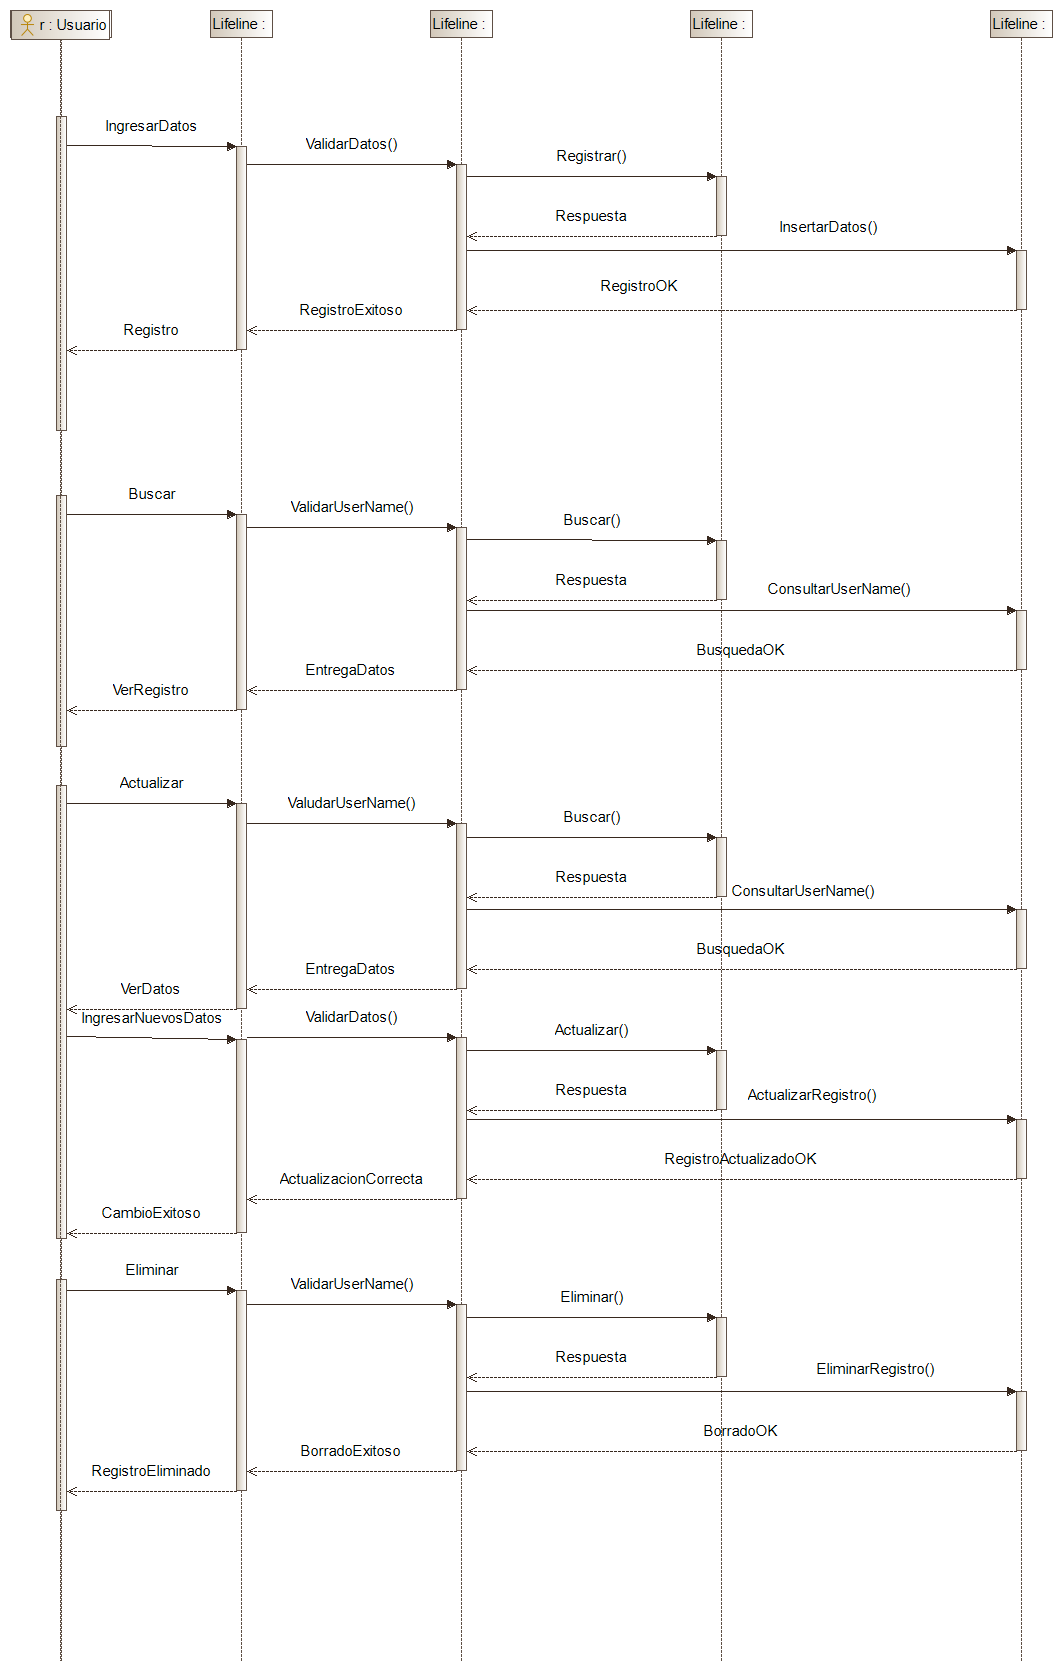 r : Usuario
Lifeline :
Lifeline :
Lifeline :
Lifeline :
IngresarDatos
ValidarDatos()
Registrar()
Respuesta
InsertarDatos()
RegistroOK
RegistroExitoso
Registro
Buscar
ValidarUserName()
Buscar()
Respuesta
ConsultarUserName()
BusquedaOK
EntregaDatos
VerRegistro
Actualizar
ValudarUserName()
Buscar()
Respuesta
ConsultarUserName()
BusquedaOK
EntregaDatos
VerDatos
IngresarNuevosDatos
ValidarDatos()
Actualizar()
Respuesta
ActualizarRegistro()
RegistroActualizadoOK
ActualizacionCorrecta
CambioExitoso
Eliminar
ValidarUserName()
Eliminar()
Respuesta
EliminarRegistro()
BorradoOK
BorradoExitoso
RegistroEliminado